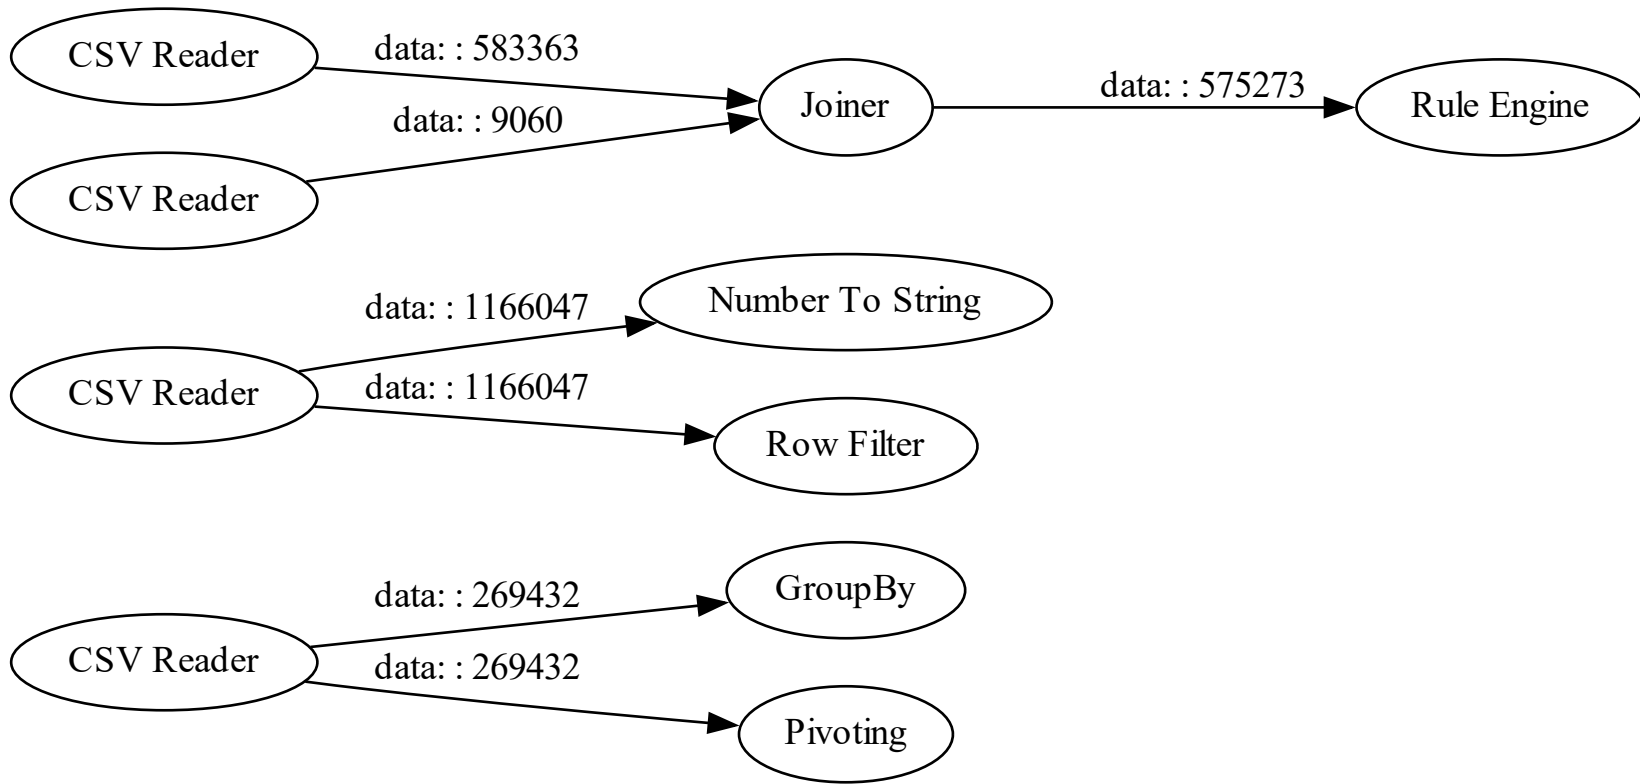 CSV Reader
data: : 583363
data: : 9060
CSV Reader
Joiner
data: : 575273
Rule Engine
CSV Reader
data: : 1166047
Number To String
data: : 1166047
Row Filter
CSV Reader
data: : 269432
GroupBy
data: : 269432
Pivoting